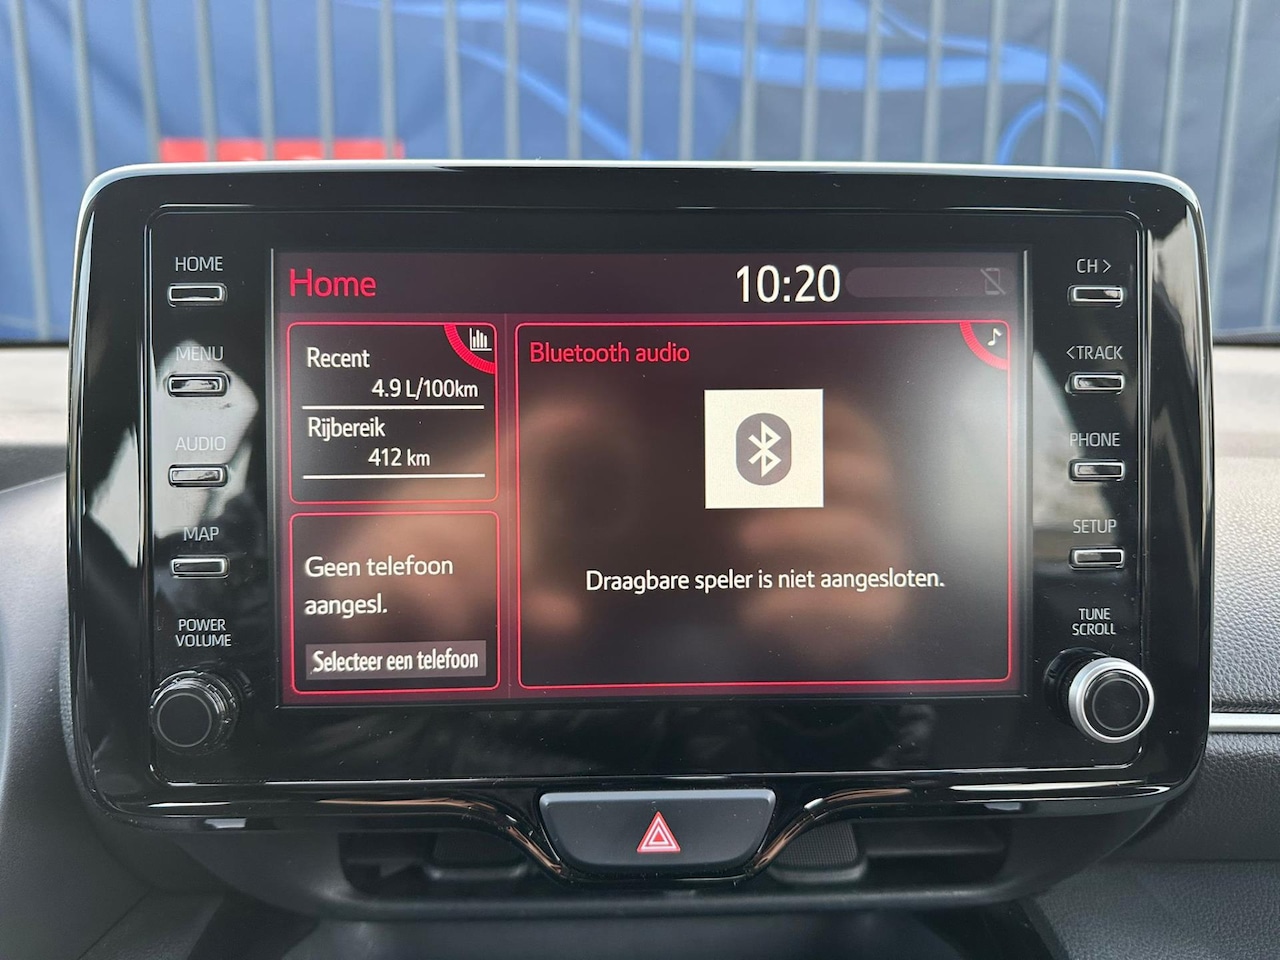 HOME
MENU
AUDIO
MAP
POWER
VOLUME
Home
10:20
Recent
4.9 L/100km
Rijbereik
412 km
Geen telefoon
aangesl.
Selecteer een telefoon
Bluetooth audio
Draagbare speler is niet aangesloten.
CH >
<TRACK
PHONE
SETUP
TUNE
SCROLL